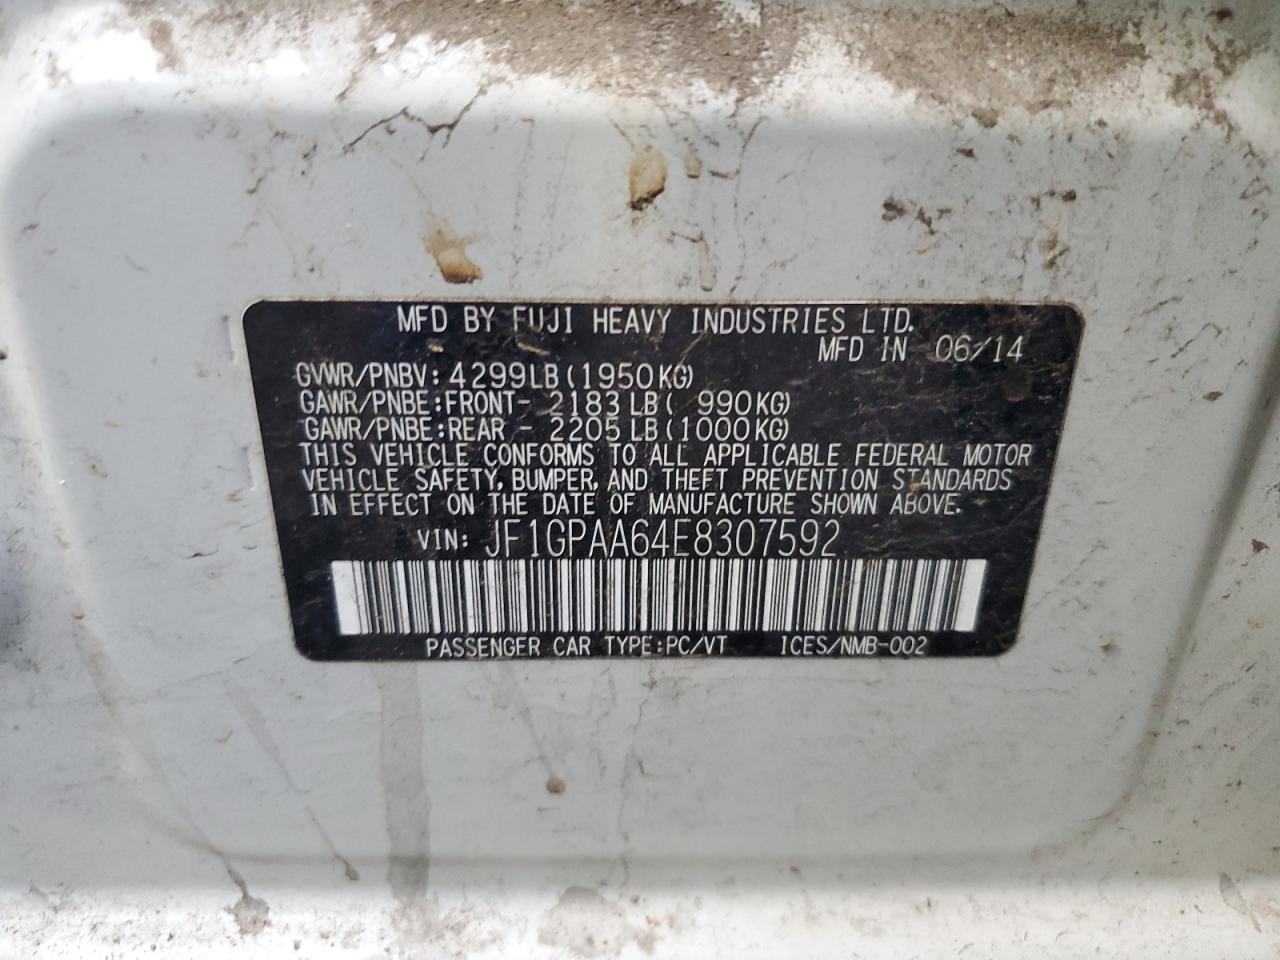 MFD BY FUJI HEAVY INDUSTRIES LTD.
MFD IN 06/14
GVWR/PNBV: 4299LB (1950KG)
GAWR/PNBE: FRONT- 2183 LB ( 990KG)
GAWR/PNBE: REAR - 2205 LB (1000KG)
THIS VEHICLE CONFORMS TO ALL APPLICABLE FEDERAL MOTOR
VEHICLE SAFETY, BUMPER, AND THEFT PREVENTION STANDARDS
IN EFFECT ON THE DATE OF MANUFACTURE SHOWN ABOVE.
VIN: JF1GPAA64E8307592
PASSENGER CAR TYPE: PC/VT ICES/NMB-002